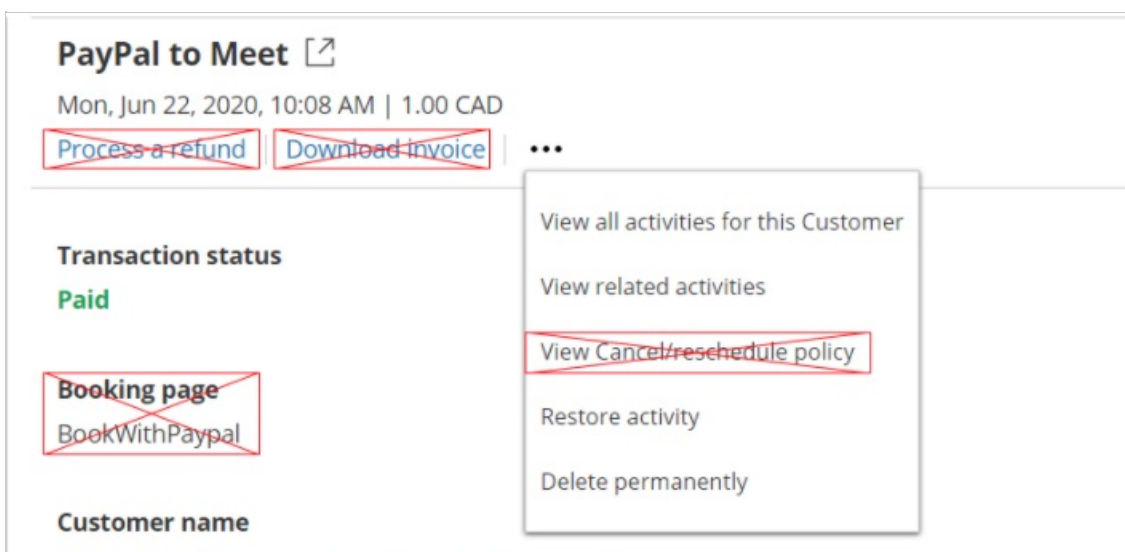 PayPal to Meet
Mon, Jun 22, 2020, 10:08 AM | 1.00 CAD
Process a refund | Download invoice | •••
View all activities for this Customer
View related activities
View Cancel/reschedule policy
Restore activity
Delete permanently
Transaction status
Paid
Booking page
BookWithPaypal
Customer name